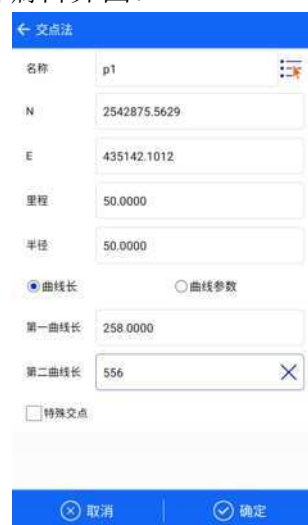 ← 交点法
名称 p1
N 2542875.5629
E 435142.1012
里程 50.0000
半径 50.0000
曲线长 曲线参数
第一曲线长 258.0000
第二曲线长 556
特殊交点
取消 确定